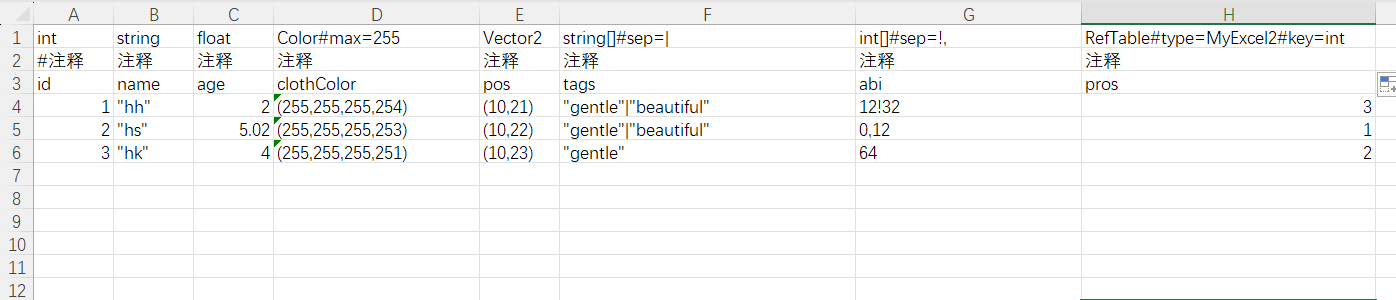 A B C D E F G H
1 int string float Color#max=255 Vector2 string[]#sep=| int[]#sep=!, RefTable#type=MyExcel2#key=int
2 #注释 注释 注释 注释 注释 注释 注释 注释
3 id name age clothColor pos tags abi pros
4 1 "hh" 2 (255,255,255,254) (10,21) "gentle"|"beautiful" 12!32 3
5 2 "hs" 5.02 (255,255,255,253) (10,22) "gentle"|"beautiful" 0,12 1
6 3 "hk" 4 (255,255,255,251) (10,23) "gentle" 64 2
7
8
9
10
11
12